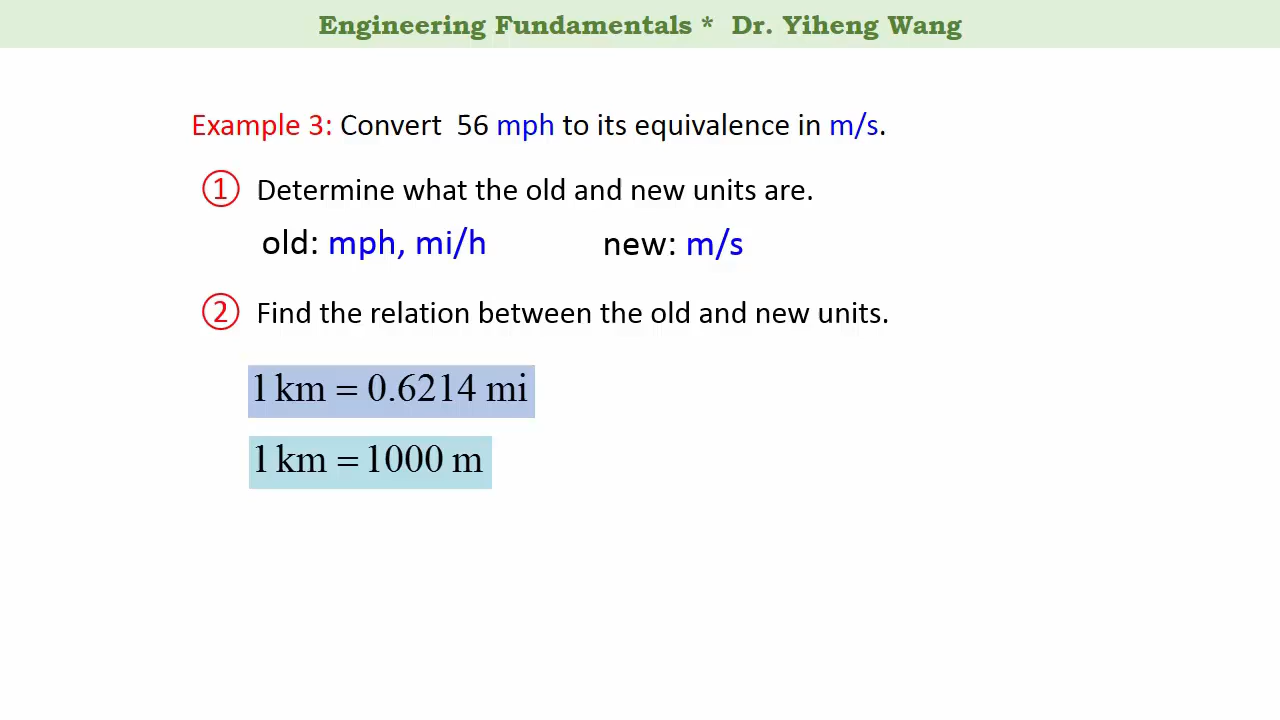 Engineering Fundamentals * Dr. Yiheng Wang
Example 3: Convert 56 mph to its equivalence in m/s.
① Determine what the old and new units are.
old: mph, mi/h new: m/s
② Find the relation between the old and new units.
1 km = 0.6214 mi
1 km = 1000 m